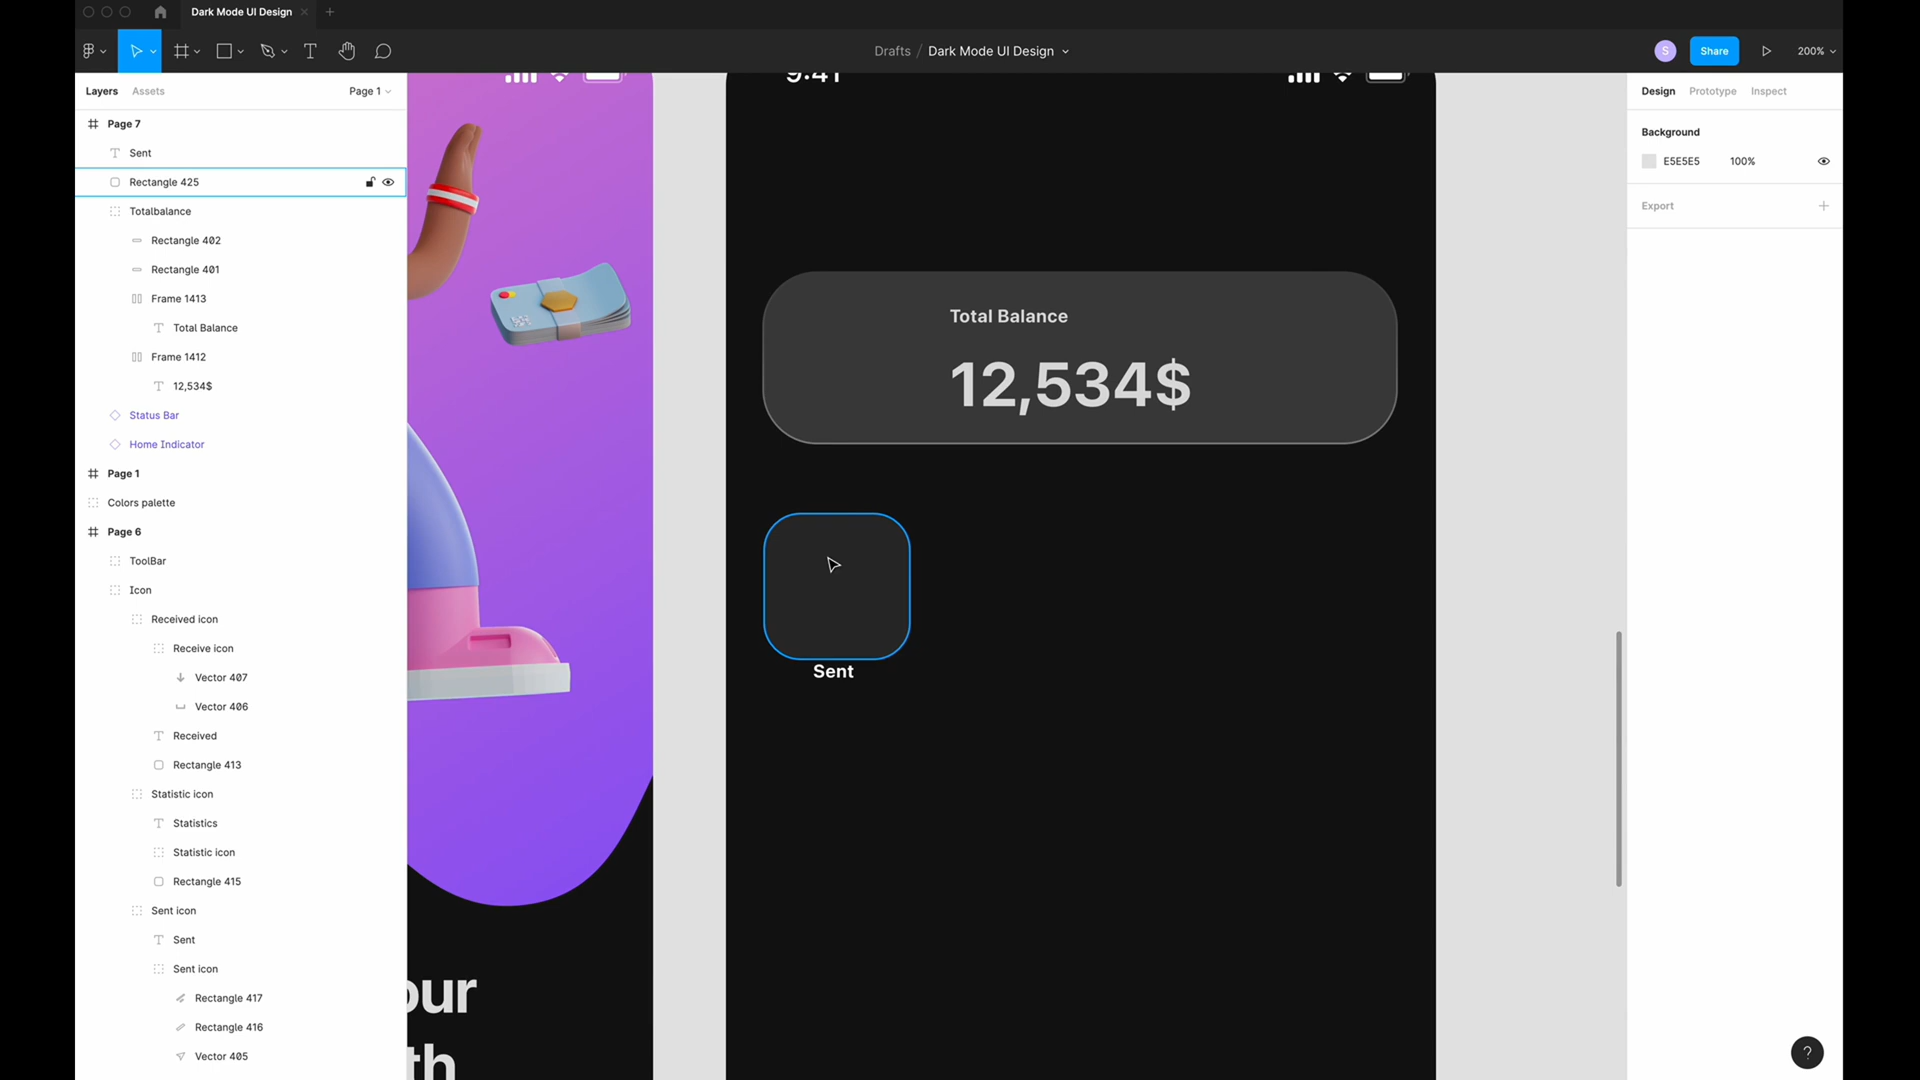 Dark Mode UI Design
Drafts / Dark Mode UI Design
S
Share
200%
Layers
Assets
Page 1
Page 7
Sent
Rectangle 425
Totalbalance
Rectangle 402
Rectangle 401
Frame 1413
Total Balance
Frame 1412
12,534$
Status Bar
Home Indicator
Page 1
Colors palette
Page 6
ToolBar
Icon
Received icon
Receive icon
Vector 407
Vector 406
Received
Rectangle 413
Statistic icon
Statistics
Statistic icon
Rectangle 415
Sent icon
Sent
Sent icon
Rectangle 417
Rectangle 416
Vector 405
our
th
9:41
Total Balance
12,534$
Sent
Design
Prototype
Inspect
Background
E5E5E5
100%
Export
?